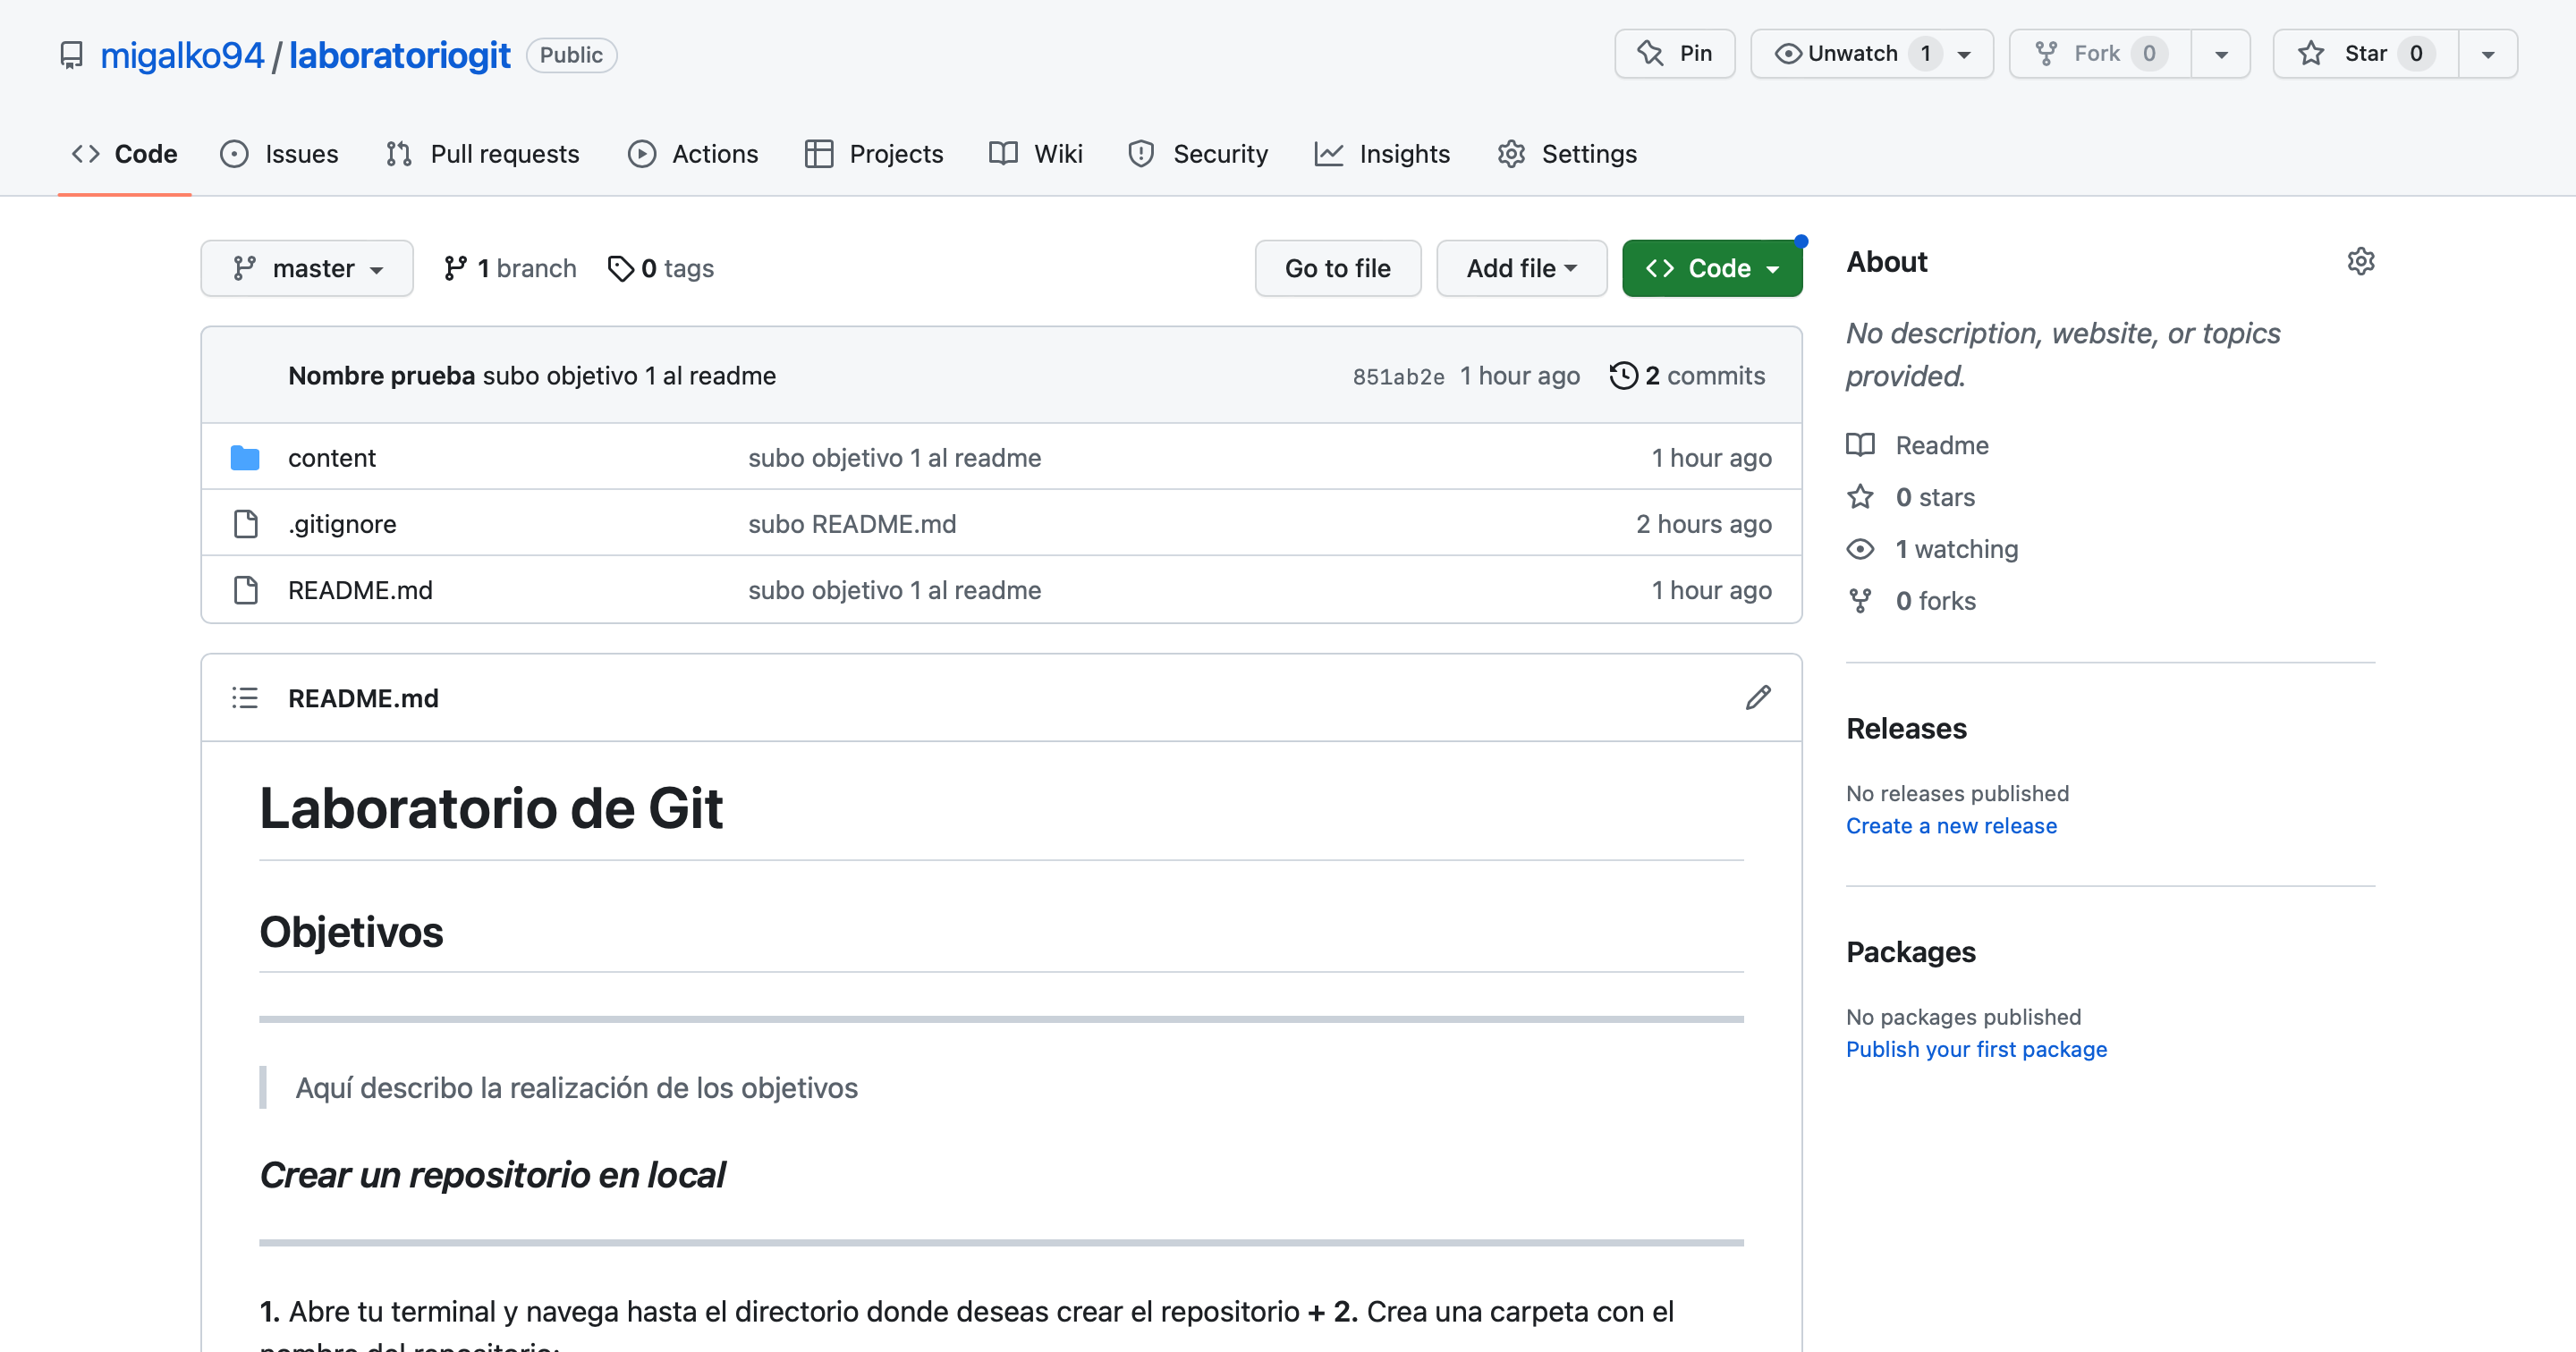 migalko94 / laboratoriogit Public
Pin
Unwatch 1
Fork 0
Star 0
Code
Issues
Pull requests
Actions
Projects
Wiki
Security
Insights
Settings
master
1 branch
0 tags
Go to file
Add file
Code
Nombre prueba subo objetivo 1 al readme
851ab2e 1 hour ago
2 commits
content subo objetivo 1 al readme 1 hour ago
.gitignore subo README.md 2 hours ago
README.md subo objetivo 1 al readme 1 hour ago
README.md
Laboratorio de Git
Objetivos
Aquí describo la realización de los objetivos
Crear un repositorio en local
1. Abre tu terminal y navega hasta el directorio donde deseas crear el repositorio + 2. Crea una carpeta con el
nombre del repositorio:
About
No description, website, or topics
provided.
Readme
0 stars
1 watching
0 forks
Releases
No releases published
Create a new release
Packages
No packages published
Publish your first package